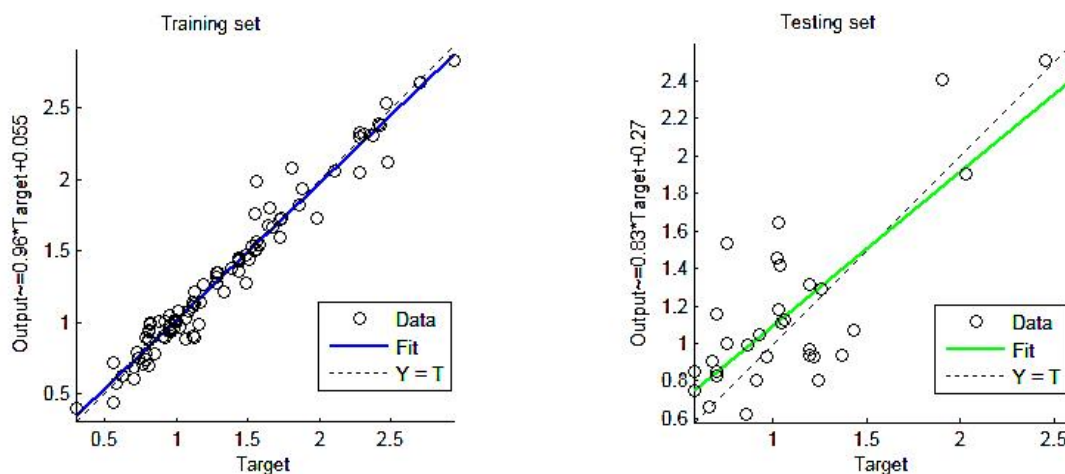 Training set
Output~=0.96*Target+0.055
2.5
2
1.5
1
0.5
0.5 1 1.5 2 2.5
Target
Data
Fit
Y = T
Testing set
Output~=0.83*Target+0.27
2.4
2.2
2
1.8
1.6
1.4
1.2
1
0.8
0.6
1 1.5 2 2.5
Target
Data
Fit
Y = T